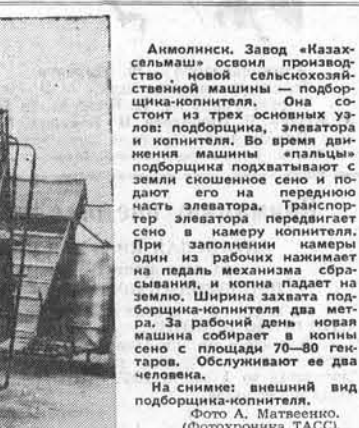 Акмолинск. Завод «Казах-
сельмаш» освоил производ-
ство новой сельскохозяй-
ственной машины — подбор-
щика-копнителя. Она со-
стоит из трех основных уз-
лов: подборщика, элеватора
и копнителя. Во время дви-
жения машины «пальцы»
подборщика подхватывают с
земли скошенное сено и по-
дают его на переднюю
часть элеватора. Транспор-
тер элеватора передвигает
сено в камеру копнителя.
При заполнении камеры
один из рабочих нажимает
на педаль механизма сбра-
сывания, и копна падает на
землю. Ширина захвата под-
борщика-копнителя два мет-
ра. За рабочий день новая
машина собирает в копны
сено с площади 70—80 гек-
таров. Обслуживают ее два
человека.
На снимке: внешний вид
подборщика-копнителя.
Фото А. Матвеенко.
(Фотохроника ТАСС).